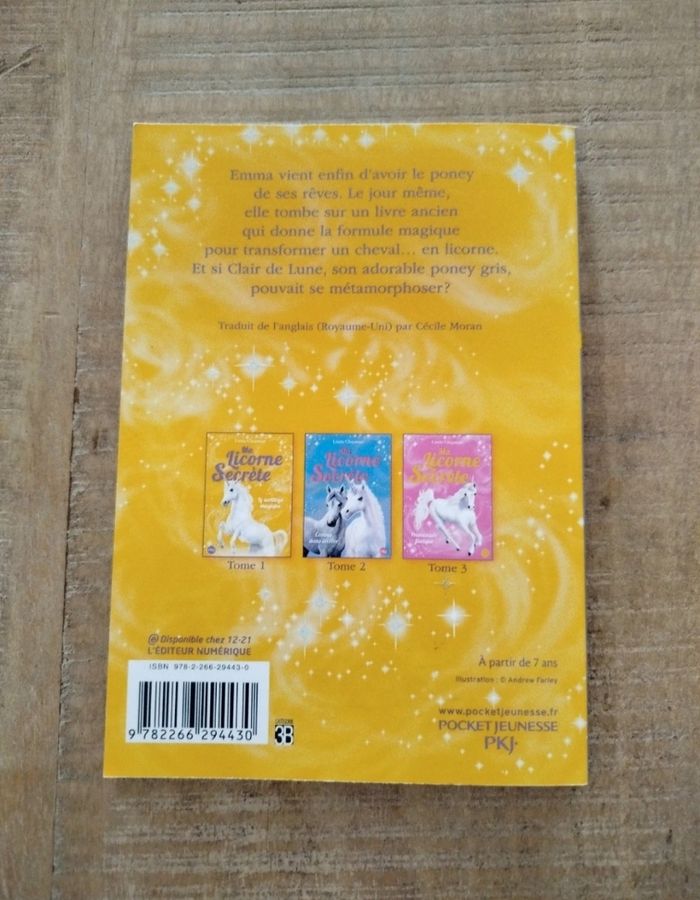 Emma vient enfin d'avoir le poney
de ses rêves. Le jour même,
elle tombe sur un livre ancien
qui donne la formule magique
pour transformer un cheval... en licorne.
Et si Clair de Lune, son adorable poney gris,
pouvait se métamorphoser?
Traduit de l'anglais (Royaume-Uni) par Cécile Moran
Ma
Licorne
Secrète
Tome 1
Ma
Licorne
Secrète
Tome 2
Ma
Licorne
Secrète
Tome 3
@ Disponible chez 12-21
L'ÉDITEUR NUMÉRIQUE
ISBN 978-2-266-29443-0
9 782266 294430
CATÉGORIE
3B
À partir de 7 ans
Illustration : © Andrew Farley
www.pocketjeunesse.fr
POCKET JEUNESSE
PKJ·